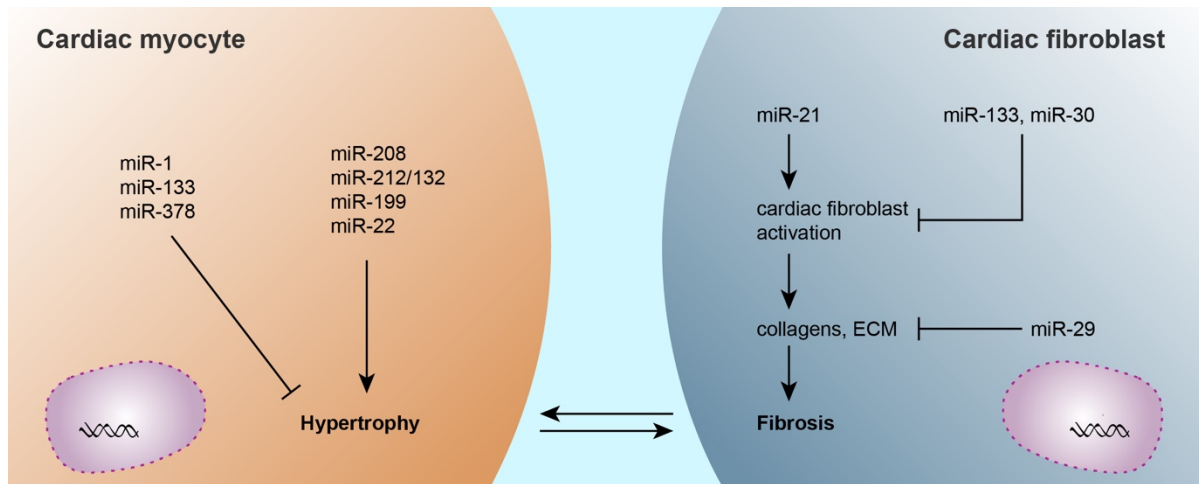 Cardiac myocyte
miR-1
miR-133
miR-378
miR-208
miR-212/132
miR-199
miR-22
Hypertrophy
Cardiac fibroblast
miR-21
miR-133, miR-30
cardiac fibroblast
activation
collagens, ECM
miR-29
Fibrosis